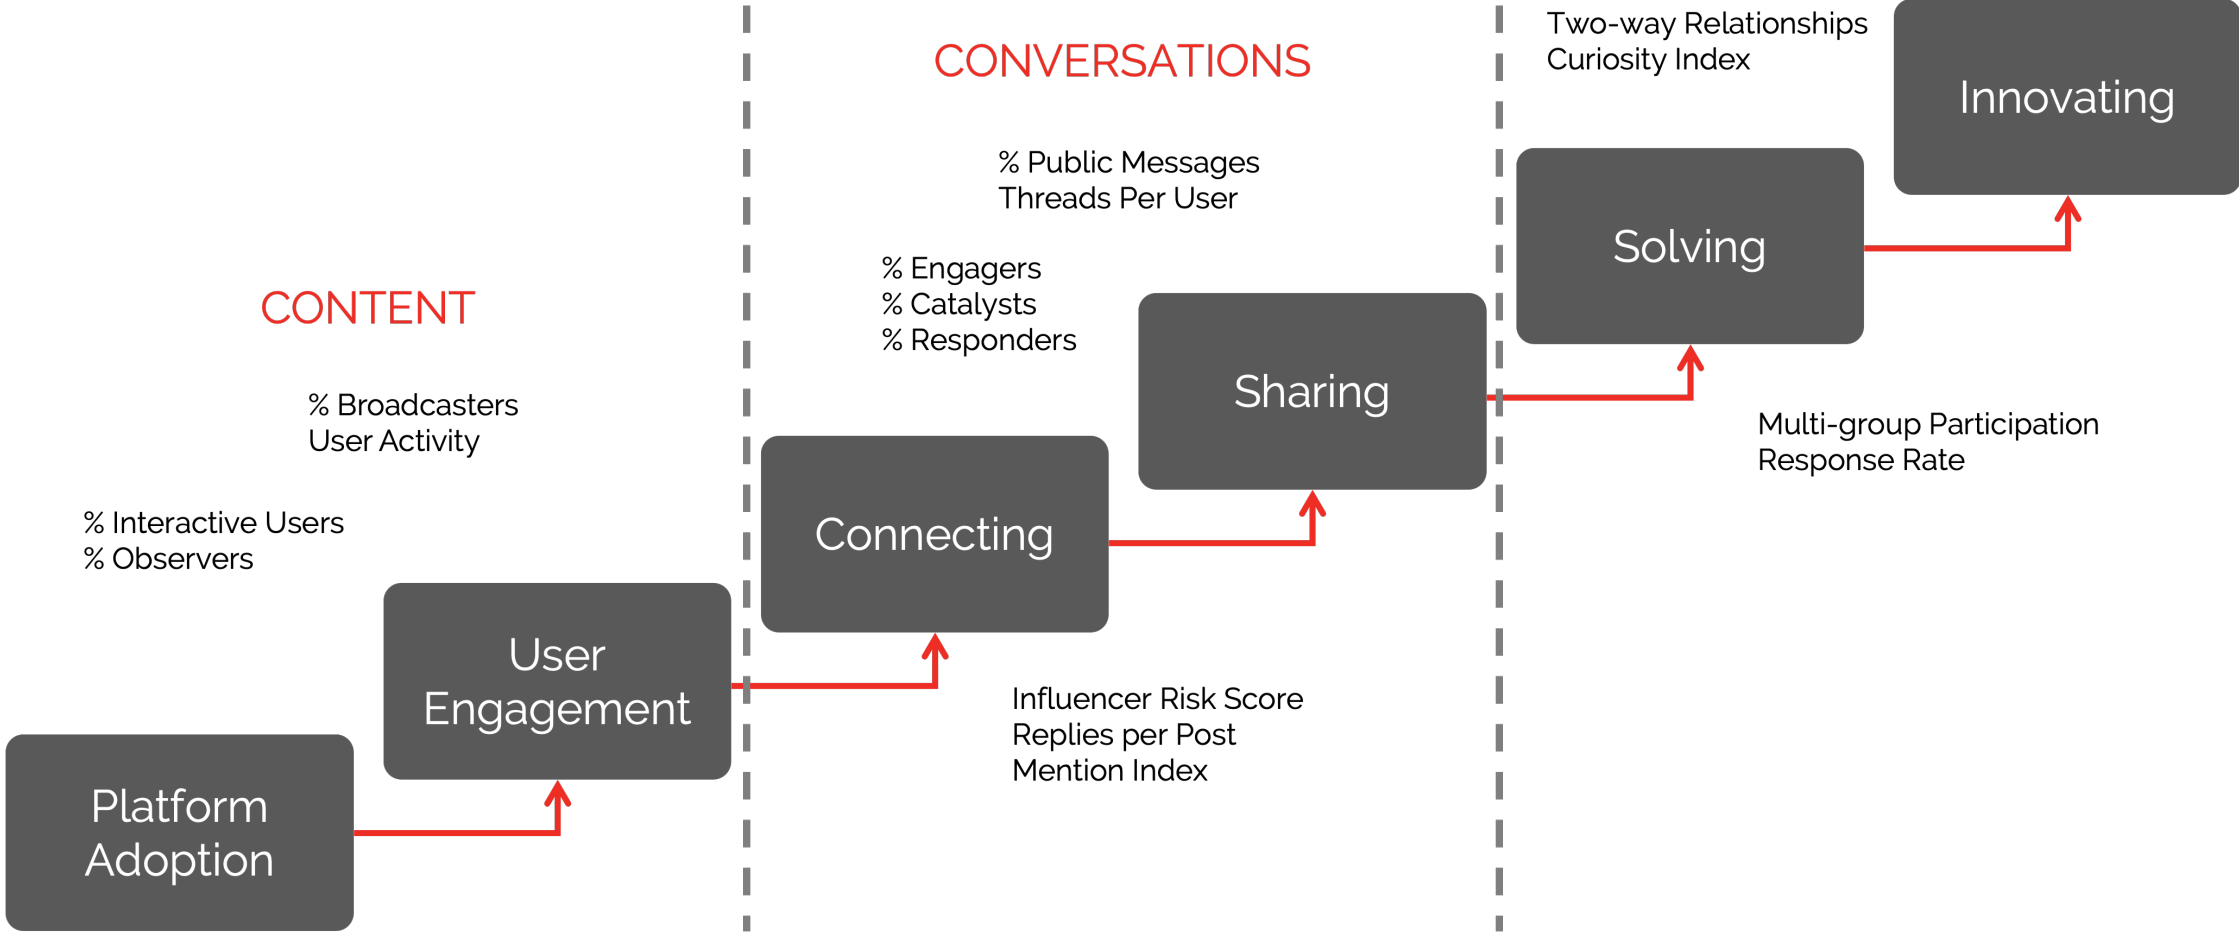 CONTENT
% Broadcasters
User Activity
% Interactive Users
% Observers
User
Engagement
Platform
Adoption
CONVERSATIONS
% Public Messages
Threads Per User
% Engagers
% Catalysts
% Responders
Sharing
Connecting
Influencer Risk Score
Replies per Post
Mention Index
Two-way Relationships
Curiosity Index
Innovating
Solving
Multi-group Participation
Response Rate